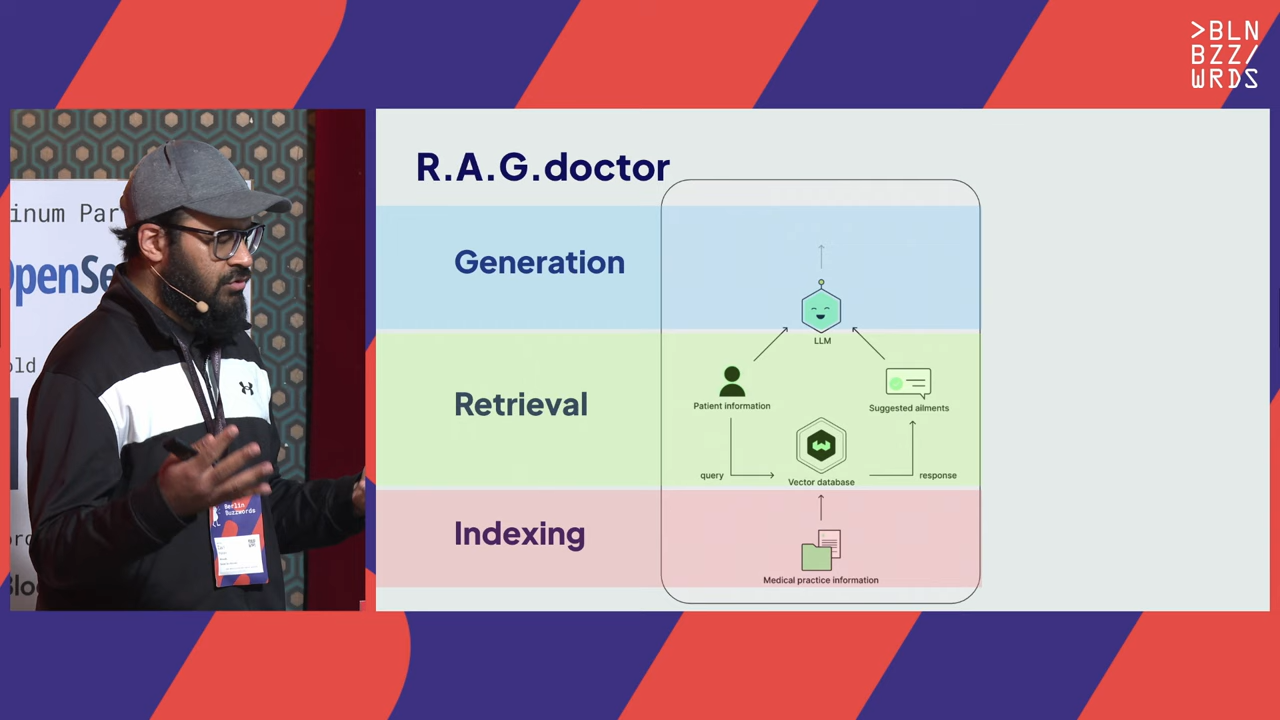 >BLN
BZZ/
WRDS
inum Par
OpenSe
old
R.A.G.doctor
Generation
LLM
Retrieval
Patient information
Suggested ailments
query
Vector database
response
Indexing
Medical practice information
Berlin
Buzzwords